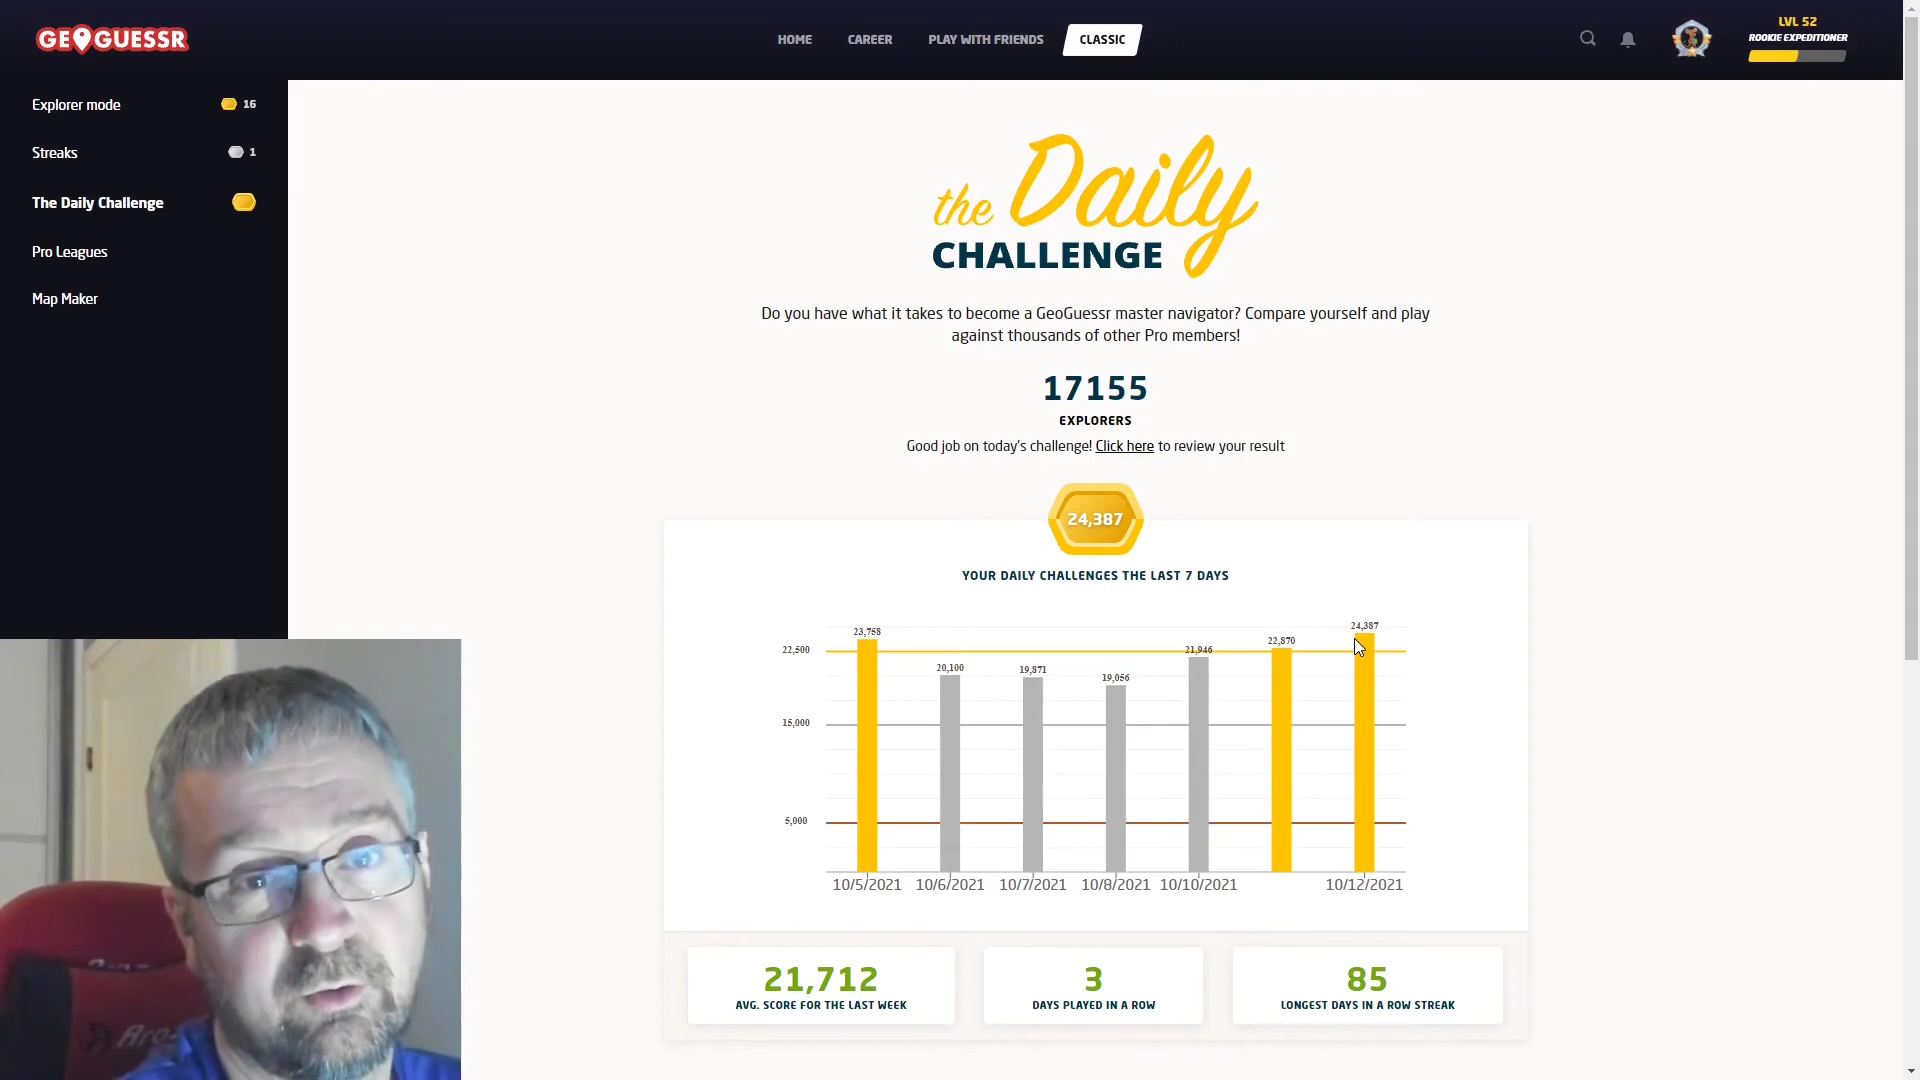 GEOGUESSR
HOME CAREER PLAY WITH FRIENDS CLASSIC
LVL 52
ROOKIE EXPEDITIONER
Explorer mode 16
Streaks 1
The Daily Challenge
Pro Leagues
Map Maker
the Daily
CHALLENGE
Do you have what it takes to become a GeoGuessr master navigator? Compare yourself and play
against thousands of other Pro members!
17155
EXPLORERS
Good job on today's challenge! Click here to review your result
24,387
YOUR DAILY CHALLENGES THE LAST 7 DAYS
23,758 20,100 19,871 19,056 21,946 22,870 24,387
22,500
15,000
5,000
10/5/2021 10/6/2021 10/7/2021 10/8/2021 10/10/2021 10/12/2021
21,712 3 85
AVG. SCORE FOR THE LAST WEEK DAYS PLAYED IN A ROW LONGEST DAYS IN A ROW STREAK